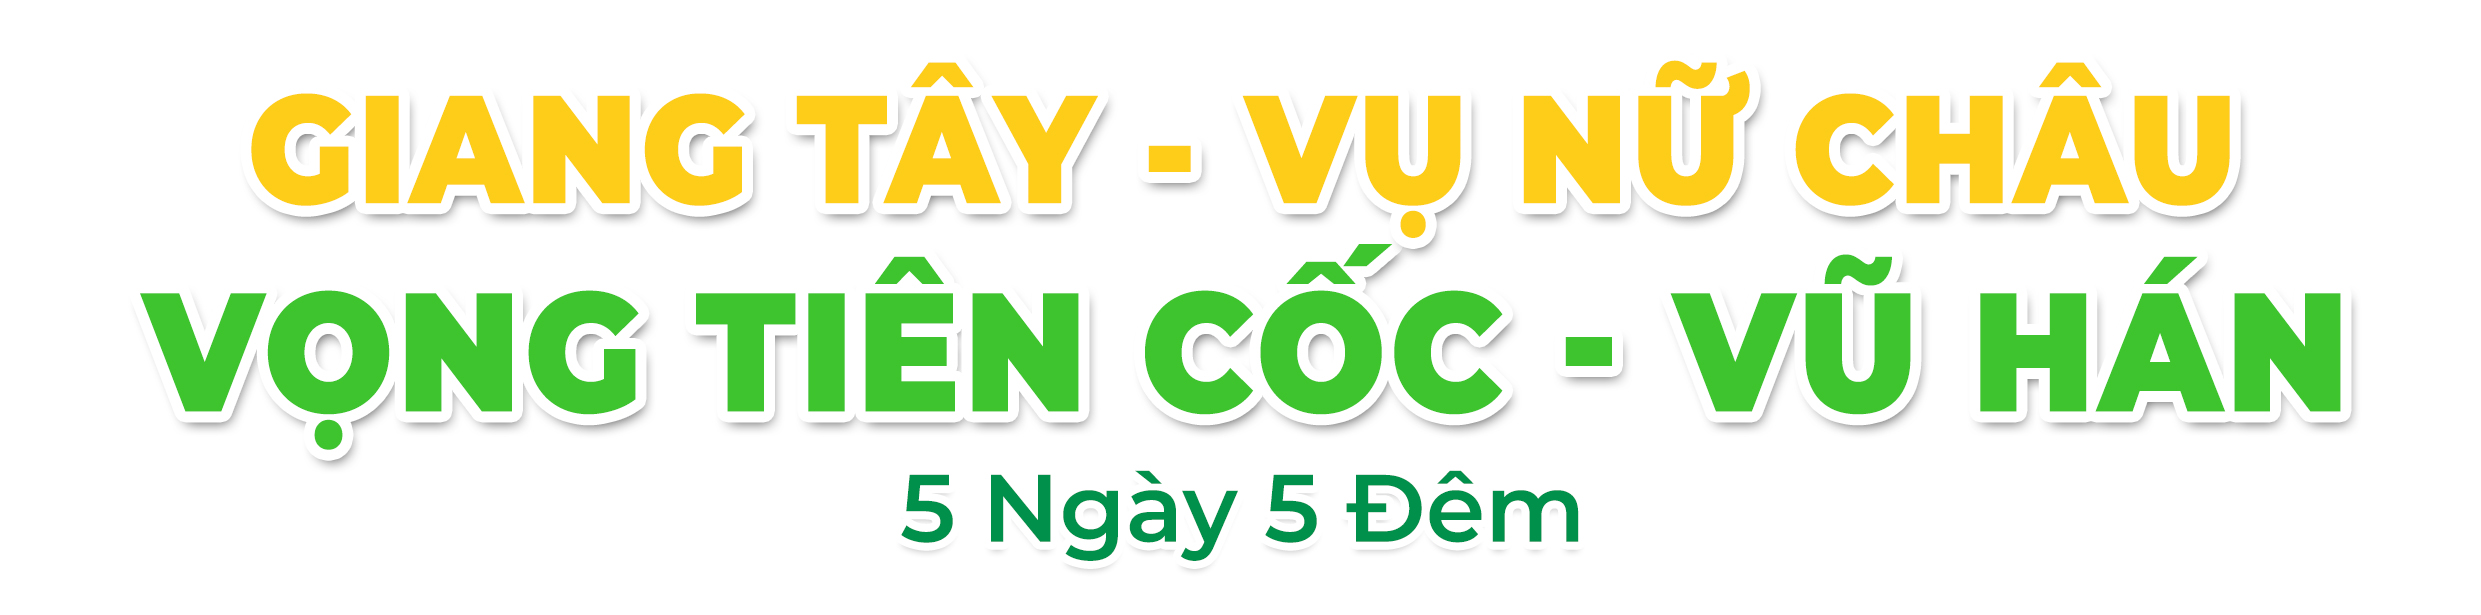 GIANG TÂY - VỤ NỮ CHÂU
VỌNG TIÊN CỐC - VŨ HÁN
5 Ngày 5 Đêm